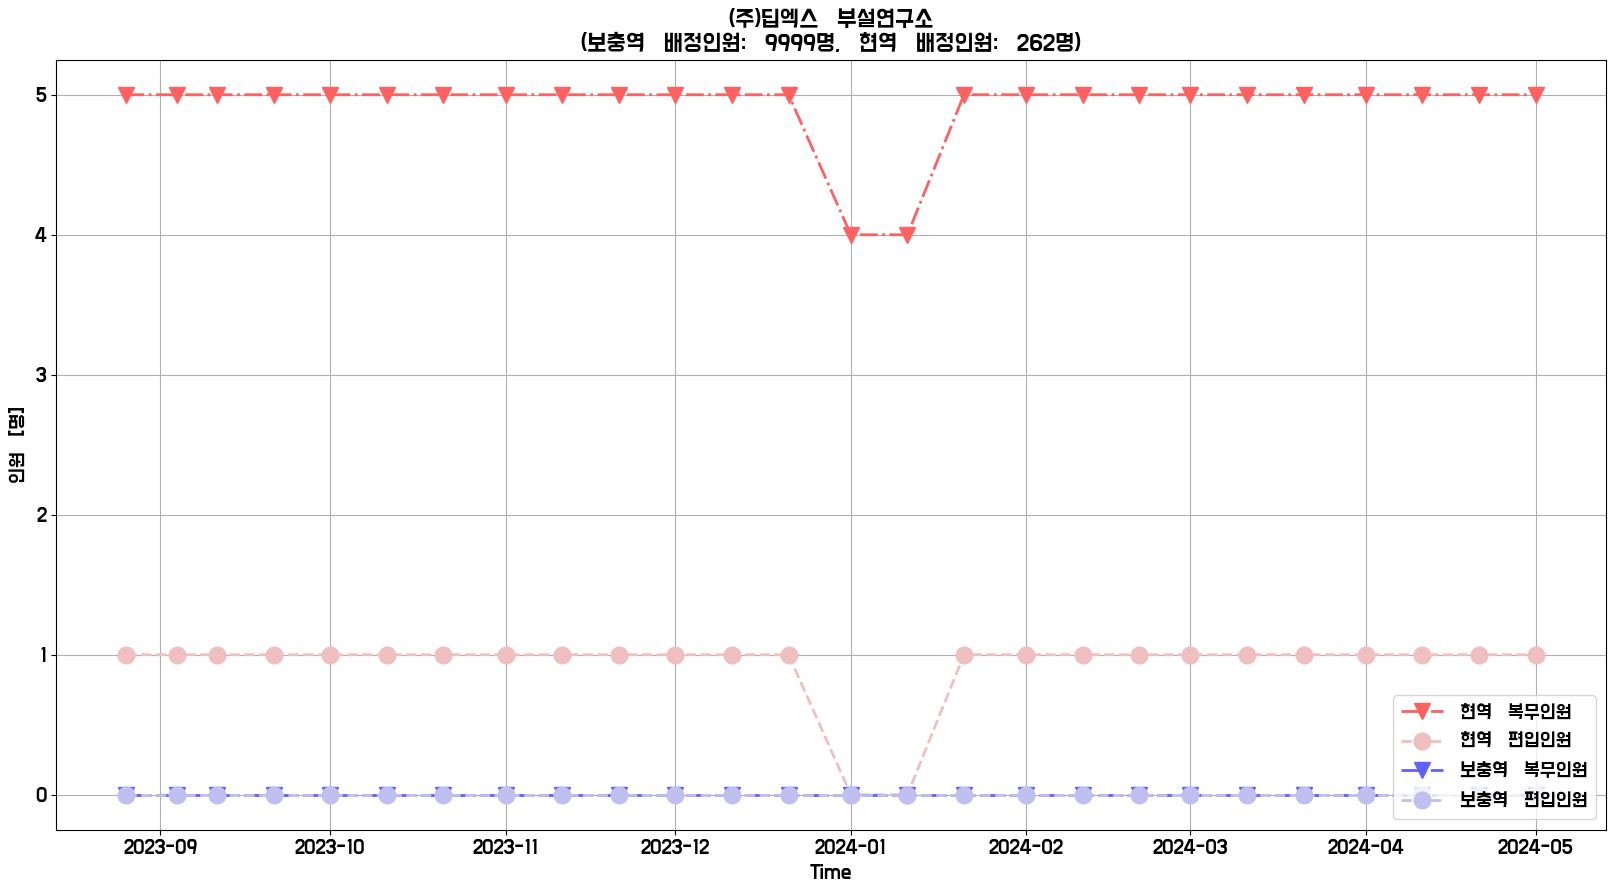 (주)딥엑스 부설연구소
(보충역 배정인원: 9999명, 현역 배정인원: 262명)
5
4
3
2
1
0
인원 [명]
현역 복무인원
현역 편입인원
보충역 복무인원
보충역 편입인원
2023-09 2023-10 2023-11 2023-12 2024-01 2024-02 2024-03 2024-04 2024-05
Time